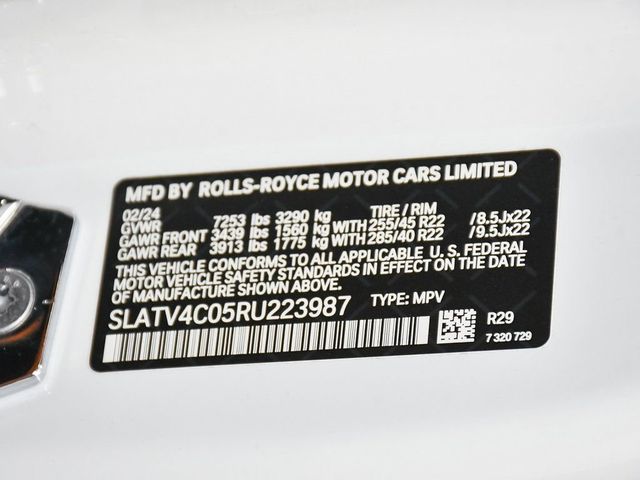 MFD BY ROLLS-ROYCE MOTOR CARS LIMITED
02/24 TIRE / RIM
GVWR 7253 lbs 3290 kg
GAWR FRONT 3439 lbs 1560 kg WITH 255/45 R22 /8.5Jx22
GAWR REAR 3913 lbs 1775 kg WITH 285/40 R22 /9.5Jx22
THIS VEHICLE CONFORMS TO ALL APPLICABLE U. S. FEDERAL
MOTOR VEHICLE SAFETY STANDARDS IN EFFECT ON THE
DATE OF MANUFACTURE SHOWN ABOVE.
SLATV4C05RU223987 TYPE: MPV
R29
7 320 729